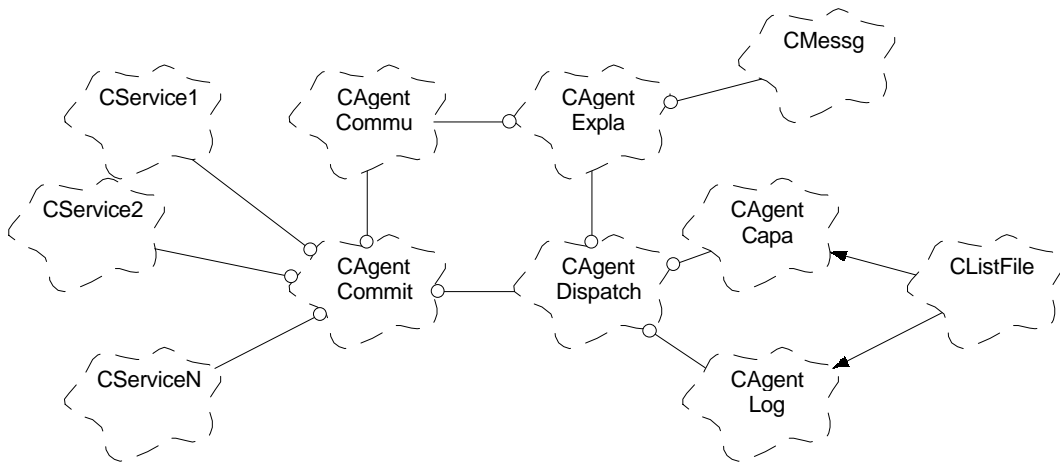 CMessg
CService1
CAgent
Commu
CAgent
Expla
CService2
CAgent
Capa
CAgent
Commit
CAgent
Dispatch
CListFile
CServiceN
CAgent
Log